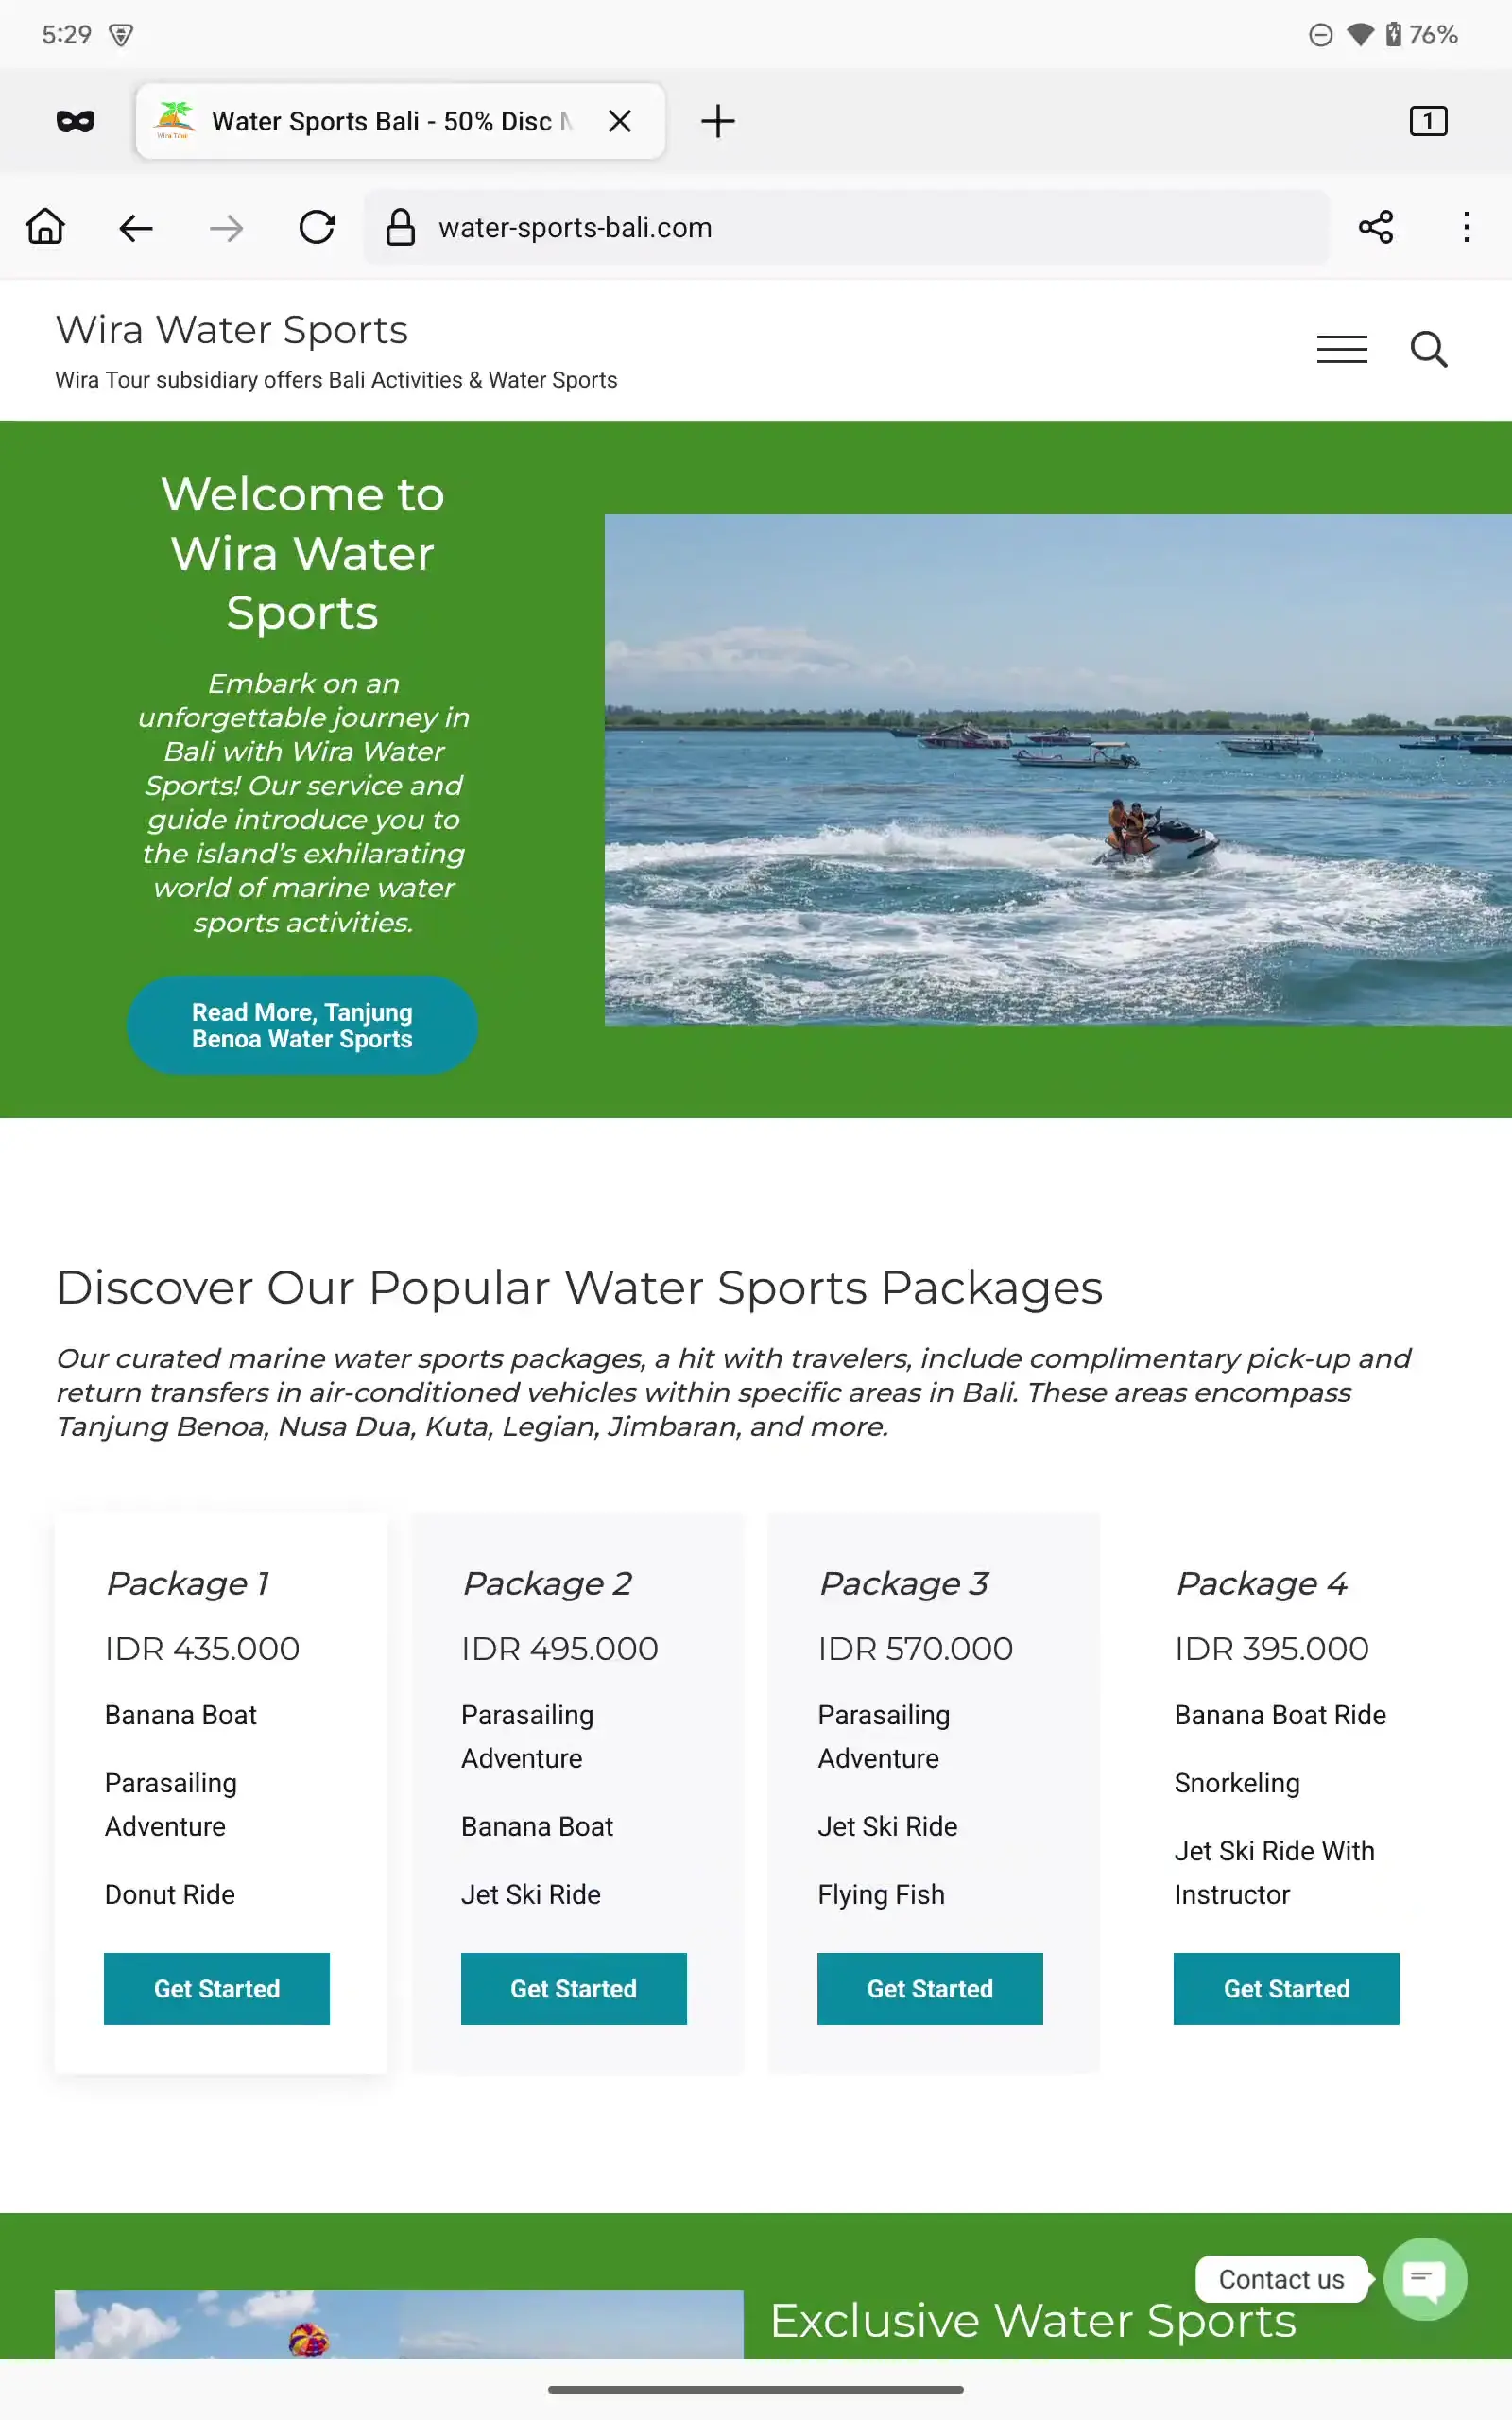 5:29
76%
Water Sports Bali - 50% Disc
1
water-sports-bali.com
Wira Water Sports
Wira Tour subsidiary offers Bali Activities & Water Sports
Welcome to
Wira Water
Sports
Embark on an
unforgettable journey in
Bali with Wira Water
Sports! Our service and
guide introduce you to
the island’s exhilarating
world of marine water
sports activities.
Read More, Tanjung
Benoa Water Sports
Discover Our Popular Water Sports Packages
Our curated marine water sports packages, a hit with travelers, include complimentary pick-up and
return transfers in air-conditioned vehicles within specific areas in Bali. These areas encompass
Tanjung Benoa, Nusa Dua, Kuta, Legian, Jimbaran, and more.
Package 1
IDR 435.000
Banana Boat
Parasailing
Adventure
Donut Ride
Get Started
Package 2
IDR 495.000
Parasailing
Adventure
Banana Boat
Jet Ski Ride
Get Started
Package 3
IDR 570.000
Parasailing
Adventure
Jet Ski Ride
Flying Fish
Get Started
Package 4
IDR 395.000
Banana Boat Ride
Snorkeling
Jet Ski Ride With
Instructor
Get Started
Contact us
Exclusive Water Sports